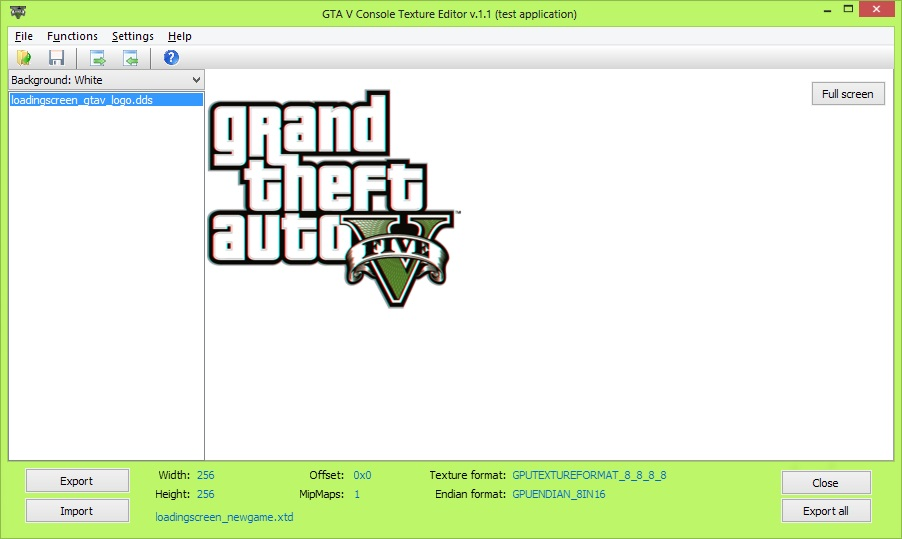 GTA V Console Texture Editor v.1.1 (test application)
File Functions Settings Help
Background: White
loadingscreen_gtav_logo.dds
Full screen
grand
theft
auto
FIVE
™
Export
Import
Width: 256
Height: 256
Offset: 0x0
MipMaps: 1
Texture format: GPUTEXTUREFORMAT_8_8_8_8
Endian format: GPUENDIAN_8IN16
loadingscreen_newgame.xtd
Close
Export all